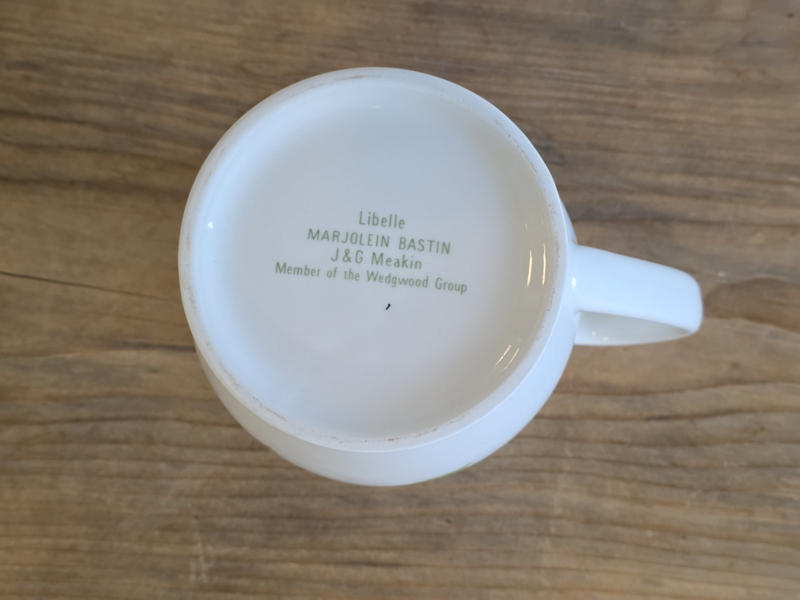 Libelle
MARJOLEIN BASTIN
J&G Meakin
Member of the Wedgwood Group